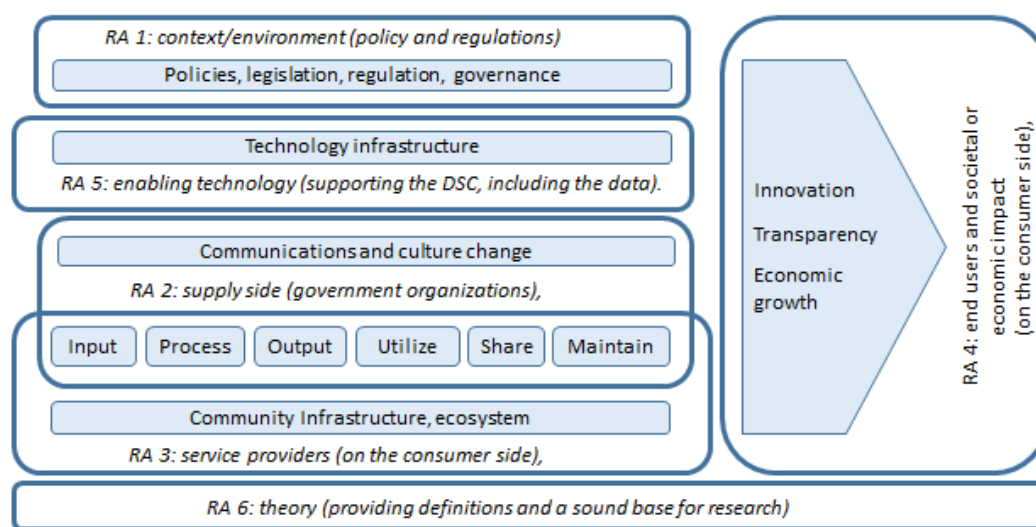 RA 1: context/environment (policy and regulations)
Policies, legislation, regulation, governance
Technology infrastructure
RA 5: enabling technology (supporting the DSC, including the data).
Communications and culture change
RA 2: supply side (government organizations),
Input
Process
Output
Utilize
Share
Maintain
Community Infrastructure, ecosystem
RA 3: service providers (on the consumer side),
Innovation
Transparency
Economic
growth
RA 4: end users and societal or
economic impact
(on the consumer side),
RA 6: theory (providing definitions and a sound base for research)